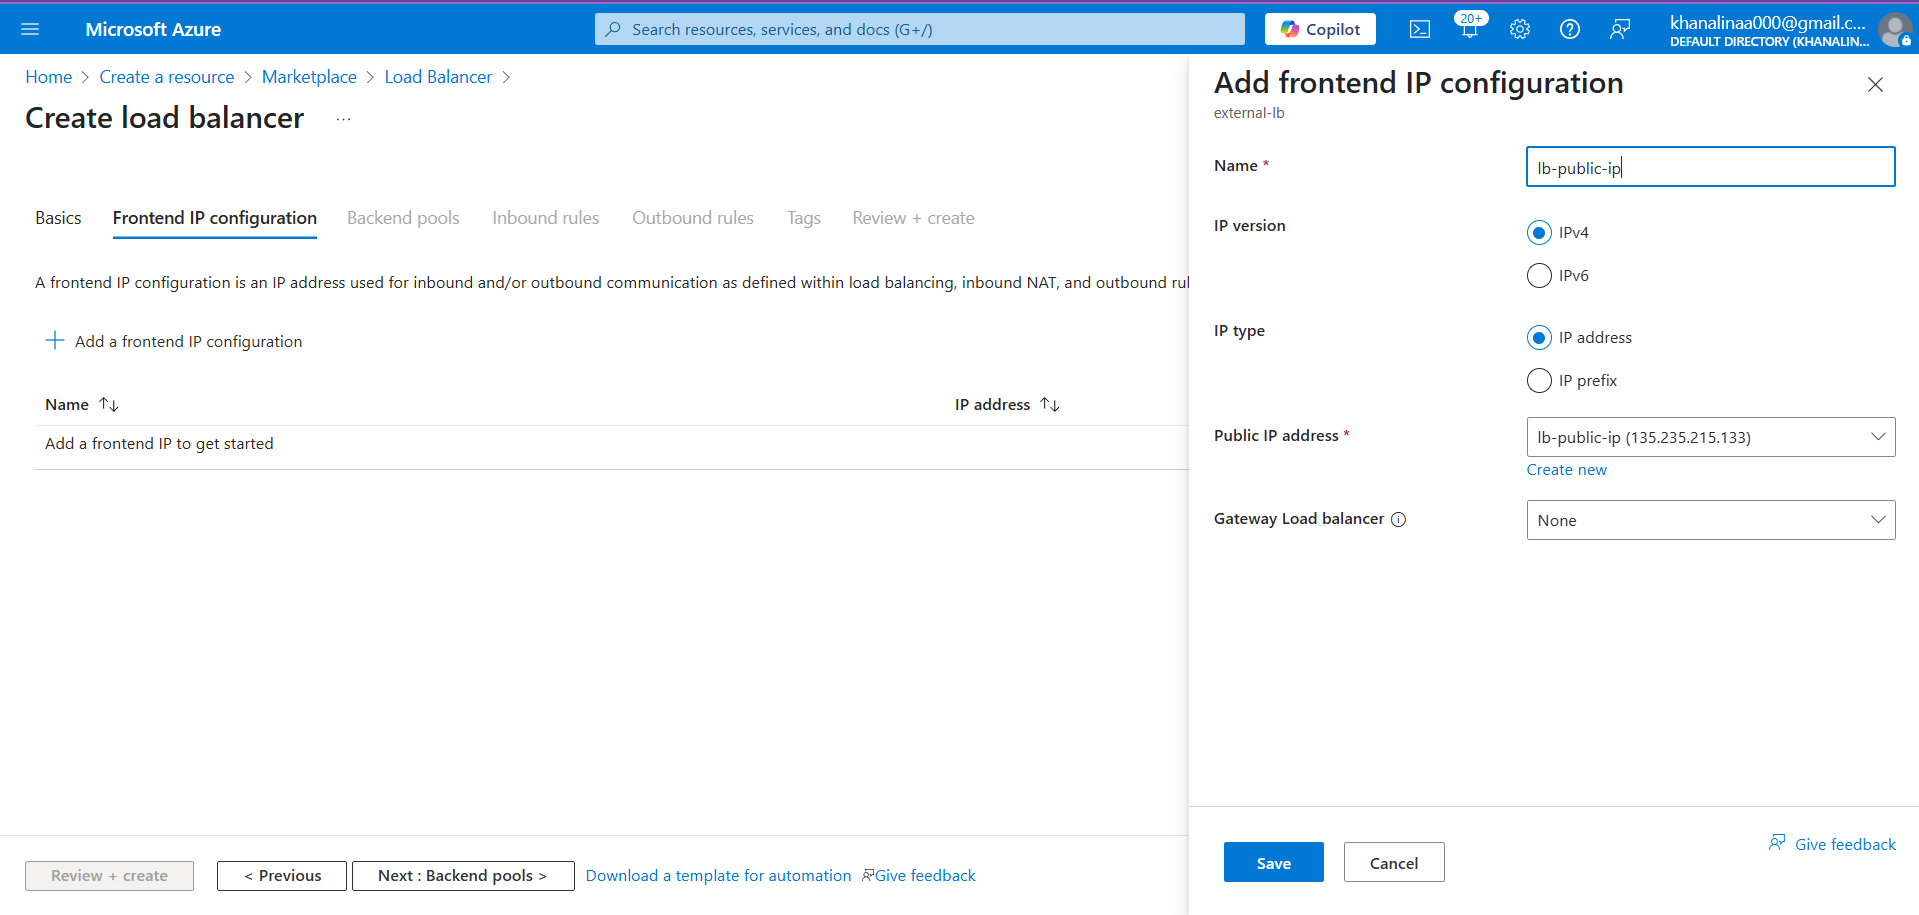 Microsoft Azure
Search resources, services, and docs (G+/)
Copilot
20+
khanalinaa000@gmail.c...
DEFAULT DIRECTORY (KHANALIN...
Home > Create a resource > Marketplace > Load Balancer >
Create load balancer ...
Basics Frontend IP configuration Backend pools Inbound rules Outbound rules Tags Review + create
A frontend IP configuration is an IP address used for inbound and/or outbound communication as defined within load balancing, inbound NAT, and outbound rul
+ Add a frontend IP configuration
Name ↑↓ IP address ↑↓
Add a frontend IP to get started
Review + create < Previous Next : Backend pools > Download a template for automation Give feedback
Add frontend IP configuration
external-lb
Name * lb-public-ip
IP version IPv4
IPv6
IP type IP address
IP prefix
Public IP address * lb-public-ip (135.235.215.133)
Create new
Gateway Load balancer None
Give feedback
Save Cancel